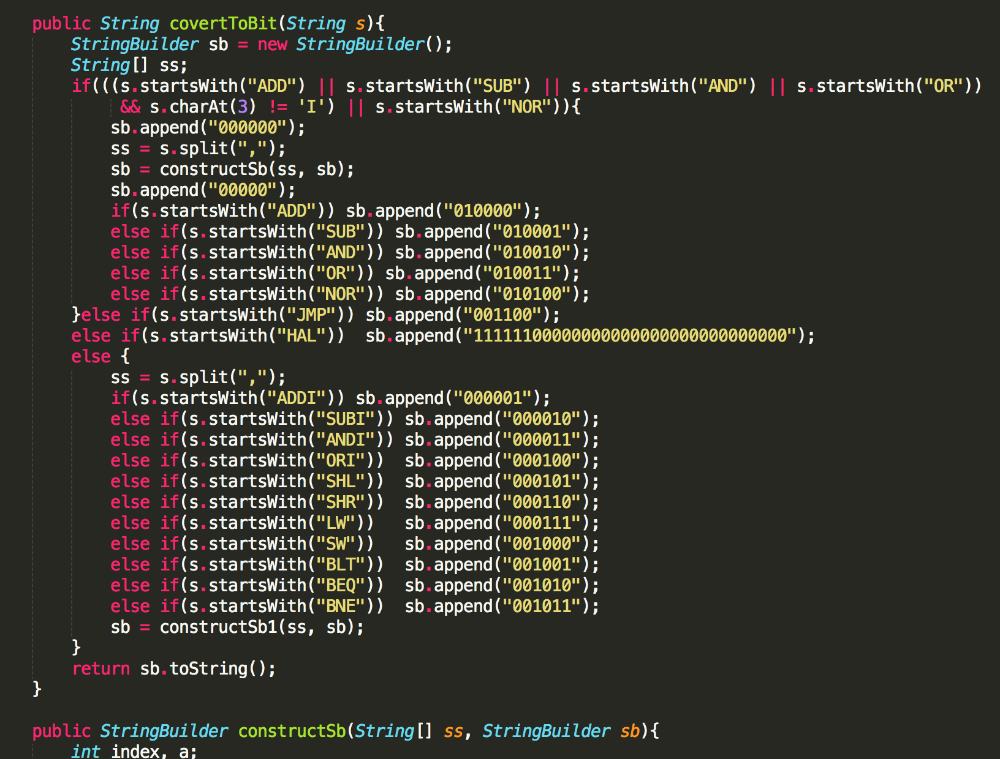 public String covertToBit(String s){
    StringBuilder sb = new StringBuilder();
    String[] ss;
    if(((s.startsWith("ADD") || s.startsWith("SUB") || s.startsWith("AND") || s.startsWith("OR"))
         && s.charAt(3) != 'I') || s.startsWith("NOR")){
        sb.append("000000");
        ss = s.split(",");
        sb = constructSb(ss, sb);
        sb.append("00000");
        if(s.startsWith("ADD")) sb.append("010000");
        else if(s.startsWith("SUB")) sb.append("010001");
        else if(s.startsWith("AND")) sb.append("010010");
        else if(s.startsWith("OR")) sb.append("010011");
        else if(s.startsWith("NOR")) sb.append("010100");
    }else if(s.startsWith("JMP")) sb.append("001100");
    else if(s.startsWith("HAL"))  sb.append("11111100000000000000000000000000");
    else {
        ss = s.split(",");
        if(s.startsWith("ADDI")) sb.append("000001");
        else if(s.startsWith("SUBI")) sb.append("000010");
        else if(s.startsWith("ANDI")) sb.append("000011");
        else if(s.startsWith("ORI"))  sb.append("000100");
        else if(s.startsWith("SHL"))  sb.append("000101");
        else if(s.startsWith("SHR"))  sb.append("000110");
        else if(s.startsWith("LW"))   sb.append("000111");
        else if(s.startsWith("SW"))   sb.append("001000");
        else if(s.startsWith("BLT"))  sb.append("001001");
        else if(s.startsWith("BEQ"))  sb.append("001010");
        else if(s.startsWith("BNE"))  sb.append("001011");
        sb = constructSb1(ss, sb);
    }
    return sb.toString();
}
public StringBuilder constructSb(String[] ss, StringBuilder sb){
    int index, a;